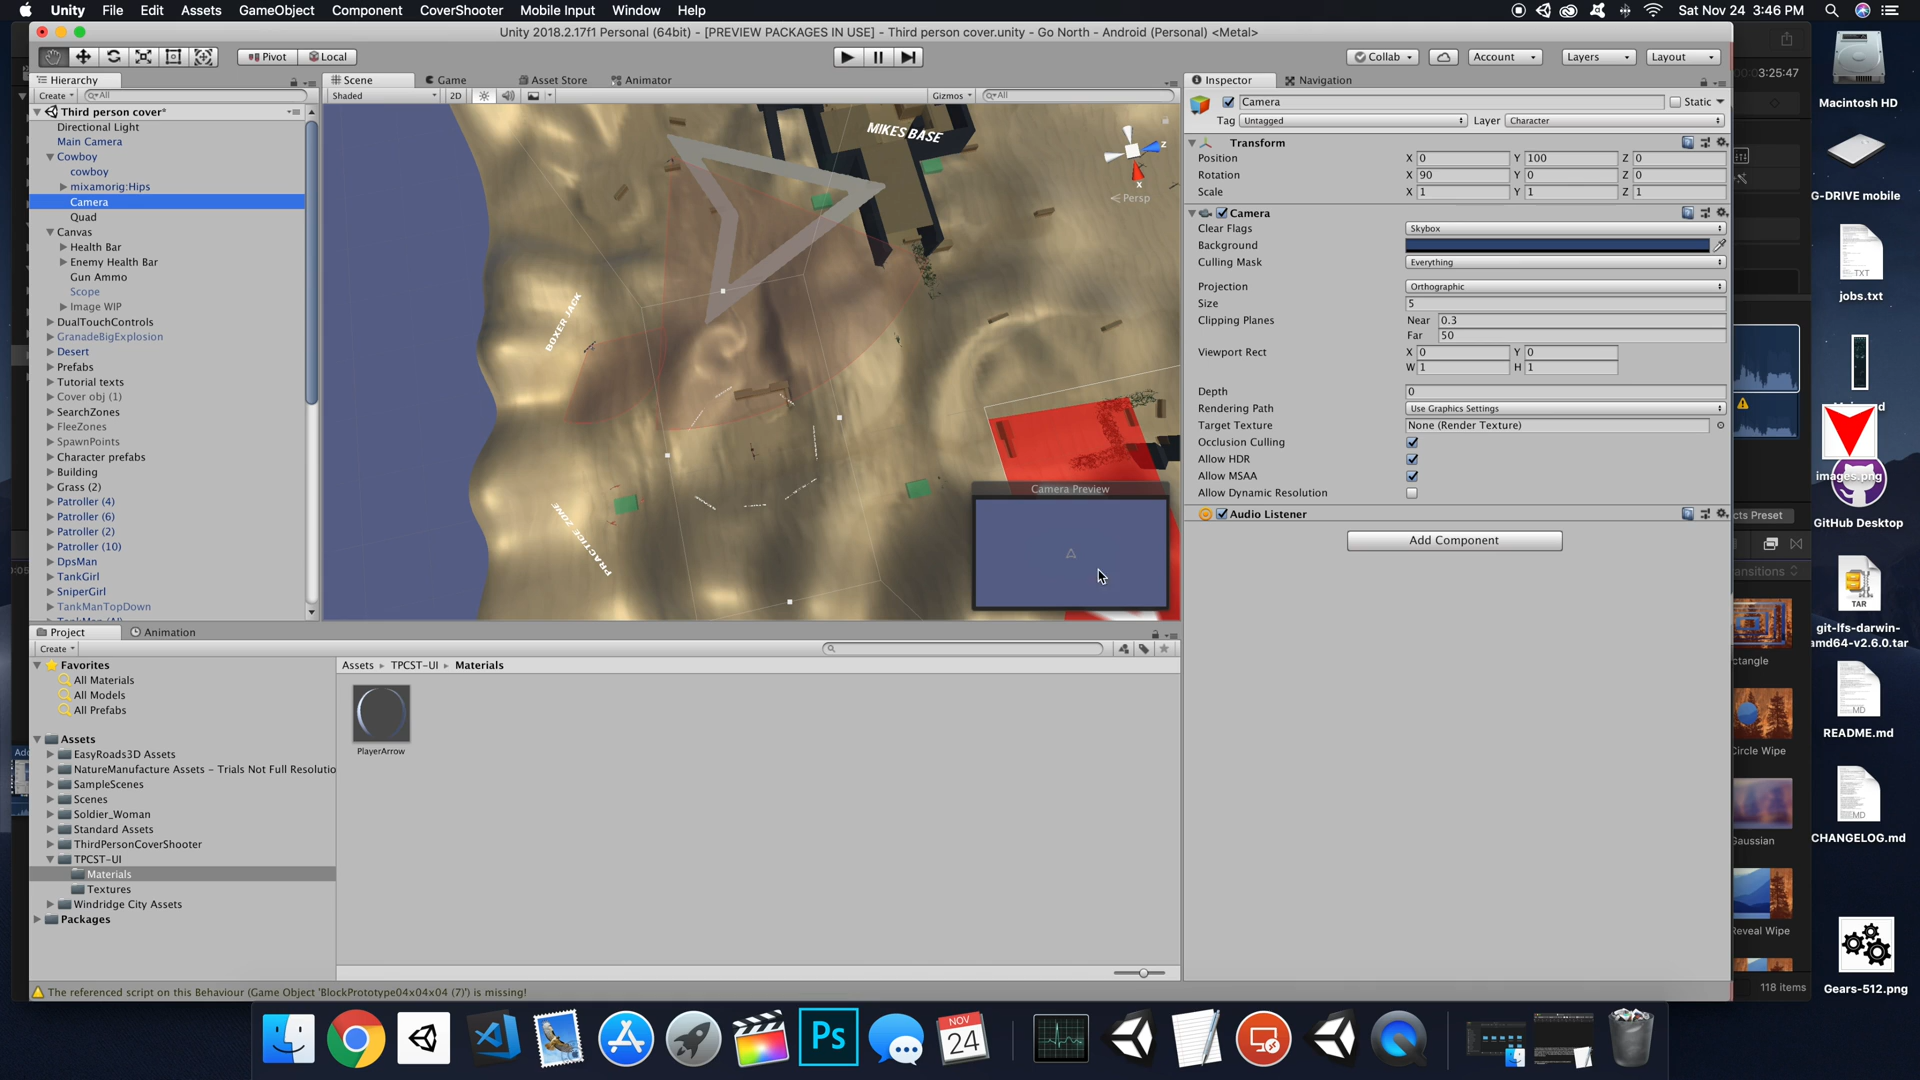 Unity File Edit Assets GameObject Component CoverShooter Mobile Input Window Help Sat Nov 24 3:46 PM
Unity 2018.2.17f1 Personal (64bit) - [PREVIEW PACKAGES IN USE] - Third person cover.unity - Go North - Android (Personal) <Metal>
Pivot Local Collab Account Layers Layout
3:25:47
Hierarchy
Create All
Third person cover*
Directional Light
Main Camera
Cowboy
cowboy
mixamorig:Hips
Camera
Quad
Canvas
Health Bar
Enemy Health Bar
Gun Ammo
Scope
Image WIP
DualTouchControls
GranadeBigExplosion
Desert
Prefabs
Tutorial texts
Cover obj (1)
SearchZones
FleeZones
SpawnPoints
Character prefabs
Building
Grass (2)
Patroller (4)
Patroller (6)
Patroller (2)
Patroller (10)
DpsMan
TankGirl
SniperGirl
TankManTopDown
Scene Game Asset Store Animator
Shaded 2D Gizmos All
MIKES BASE
BOXER JACK
PRACTICE ZONE
z
x
Persp
Camera Preview
Inspector Navigation
Camera Static
Tag Untagged Layer Character
Transform
Position X 0 Y 100 Z 0
Rotation X 90 Y 0 Z 0
Scale X 1 Y 1 Z 1
Camera
Clear Flags Skybox
Background
Culling Mask Everything
Projection Orthographic
Size 5
Clipping Planes Near 0.3
Far 50
Viewport Rect X 0 Y 0
W 1 H 1
Depth 0
Rendering Path Use Graphics Settings
Target Texture None (Render Texture)
Occlusion Culling
Allow HDR
Allow MSAA
Allow Dynamic Resolution
Audio Listener
Add Component
Project Animation
Create
Favorites
All Materials
All Models
All Prefabs
Assets
EasyRoads3D Assets
NatureManufacture Assets - Trials Not Full Resolutio
SampleScenes
Scenes
Soldier_Woman
Standard Assets
ThirdPersonCoverShooter
TPCST-UI
Materials
Textures
Windridge City Assets
Packages
Assets TPCST-UI Materials
PlayerArrow
The referenced script on this Behaviour (Game Object 'BlockPrototype04x04x04 (7)') is missing!
cts Preset
ansitions
ctangle
Circle Wipe
Gaussian
Reveal Wipe
118 items
Macintosh HD
G-DRIVE mobile
TXT
jobs.txt
images.png
GitHub Desktop
TAR
git-lfs-darwin-
amd64-v2.6.0.tar
MD
README.md
MD
CHANGELOG.md
Gears-512.png
Ps
NOV
24